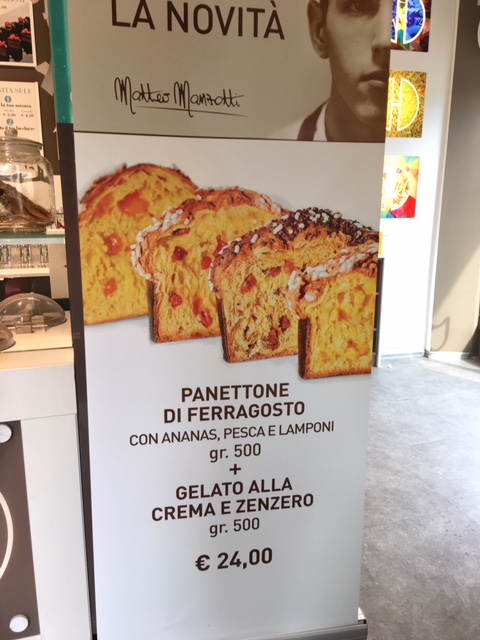 LA NOVITÀ
Matteo Manzotti
PANETTONE
DI FERRAGOSTO
CON ANANAS, PESCA E LAMPONI
gr. 500
+
GELATO ALLA
CREMA E ZENZERO
gr. 500
€ 24,00